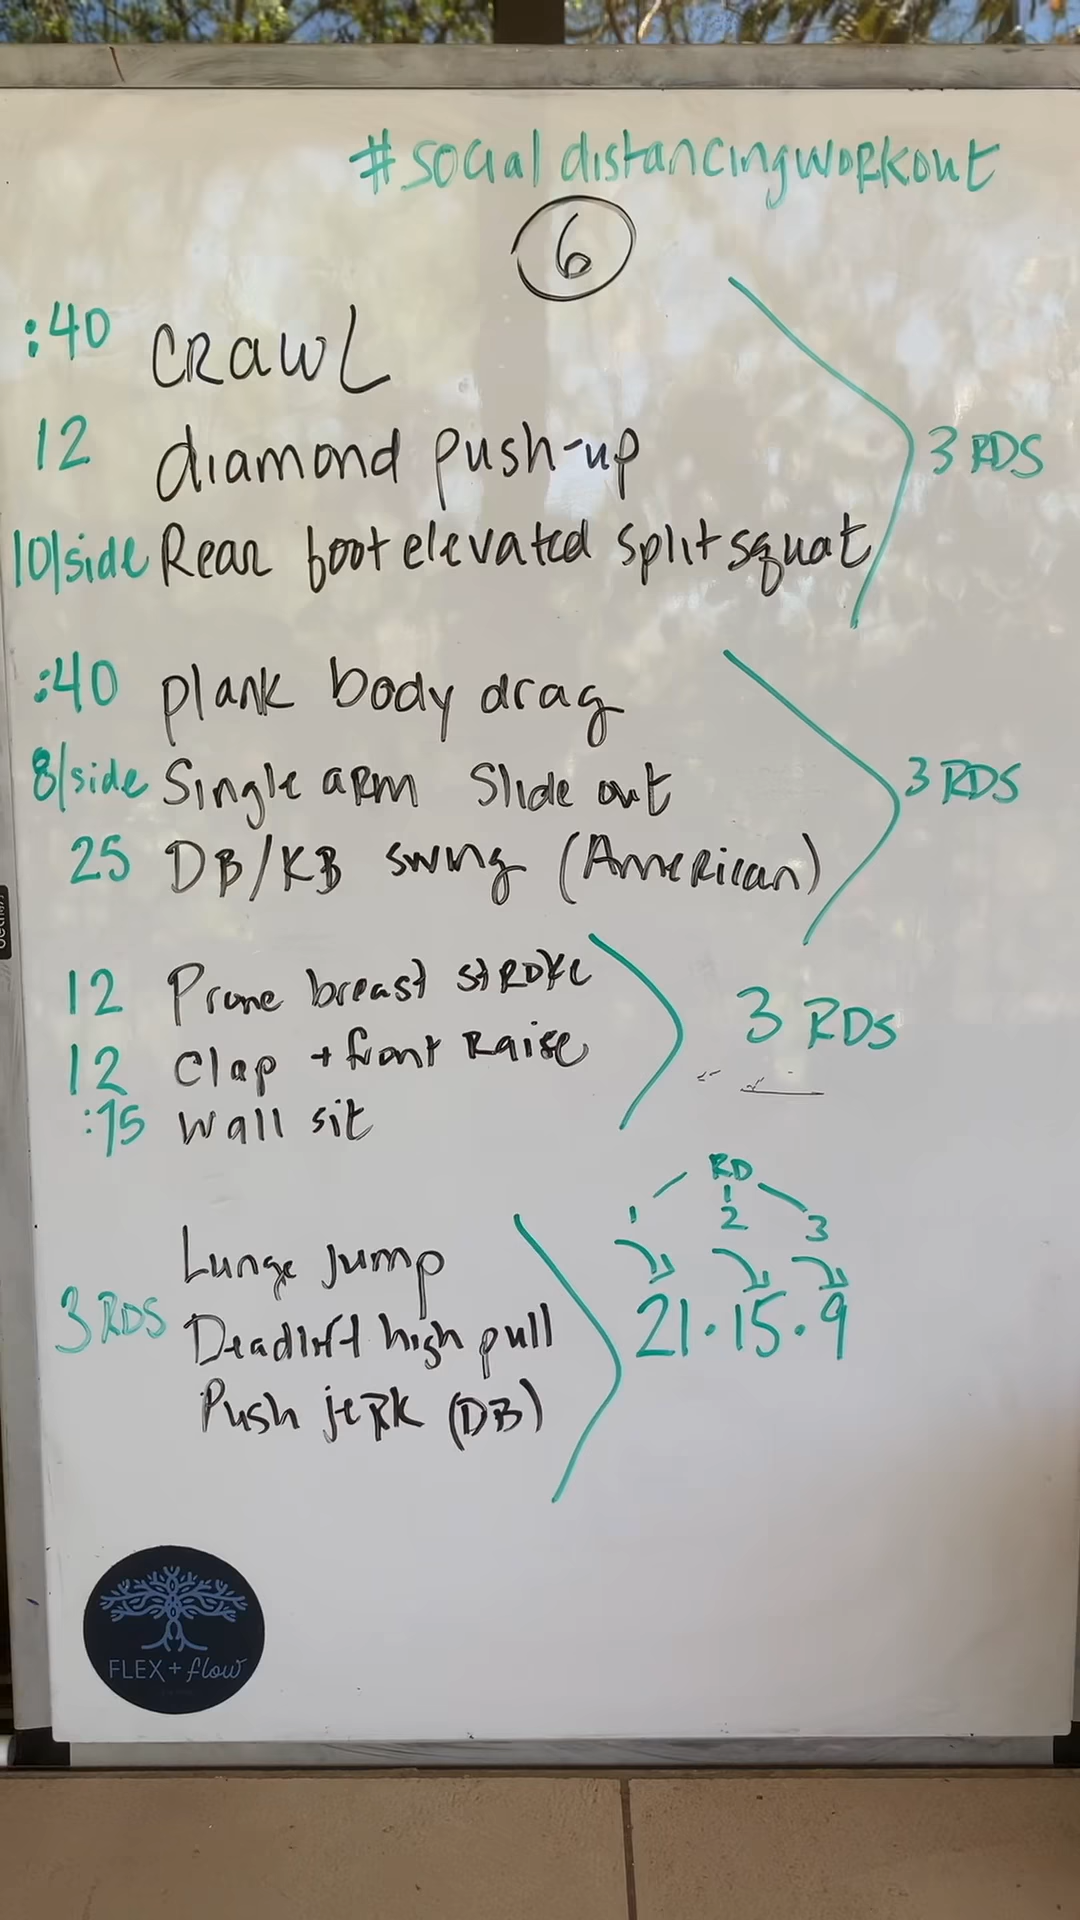 #socialdistancingworkout
6
:40 CRAWL
12 diamond push-up
3 RDS
10/side Rear foot elevated split squat
:40 plank body drag
8/side Single arm Slide out
3 RDS
25 DB/KB swing (American)
12 Prone breast stroke
3 RDS
12 Clap + front Raise
:75 Wall sit
RD
1 2 3
Lunge jump
3 RDS Deadlift high pull
21.15.9
Push jerk (DB)
FLEX + flow